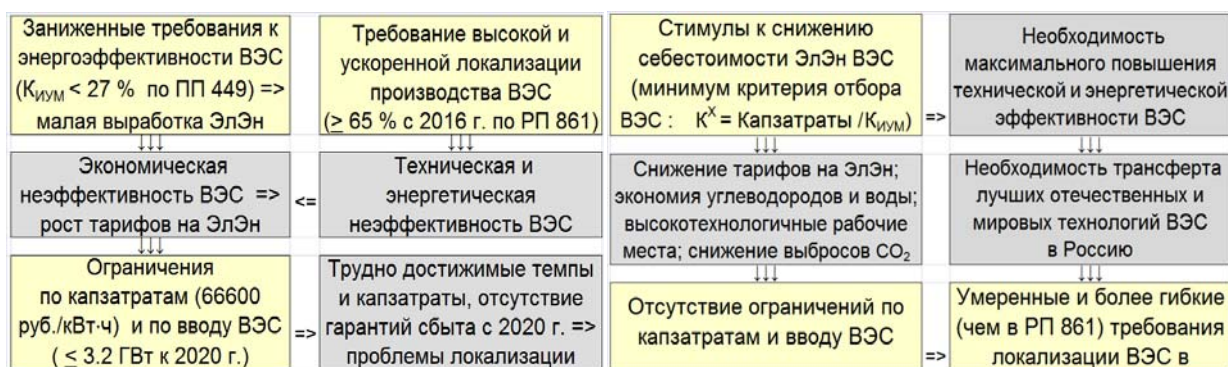 Заниженные требования к
энергоэффективности ВЭС
(КИУМ < 27 % по ПП 449) =>
малая выработка ЭлЭн
↓↓↓
Экономическая
неэффективность ВЭС =>
рост тарифов на ЭлЭн
↓↓↓
Ограничения
по капзатратам (66600
руб./кВт·ч) и по вводу ВЭС
( ≤ 3.2 ГВт к 2020 г.)
<=
=>
Требование высокой и
ускоренной локализации
производства ВЭС
(≥ 65 % с 2016 г. по РП 861)
↓↓↓
Техническая и
энергетическая
неэффективность ВЭС
Трудно достижимые темпы
и капзатраты, отсутствие
гарантий сбыта с 2020 г. =>
проблемы локализации
Стимулы к снижению
себестоимости ЭлЭн ВЭС
(минимум критерия отбора
ВЭС : КХ = Капзатраты /КИУМ)
↓↓↓
Снижение тарифов на ЭлЭн;
экономия углеводородов и воды;
высокотехнологичные рабочие
места; снижение выбросов СО2
↓↓↓
Отсутствие ограничений по
капзатратам и вводу ВЭС
=>
=>
Необходимость
максимального повышения
технической и энергетической
эффективности ВЭС
↓↓↓
Необходимость трансферта
лучших отечественных и
мировых технологий ВЭС
в Россию
↓↓↓
Умеренные и более гибкие
(чем в РП 861) требования
локализации ВЭС в